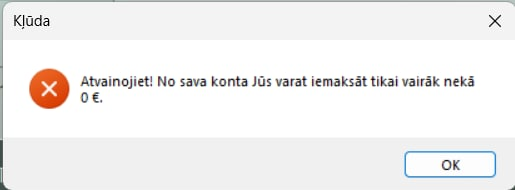 Kļūda
Atvainojiet! No sava konta Jūs varat iemaksāt tikai vairāk nekā
0 €.
OK